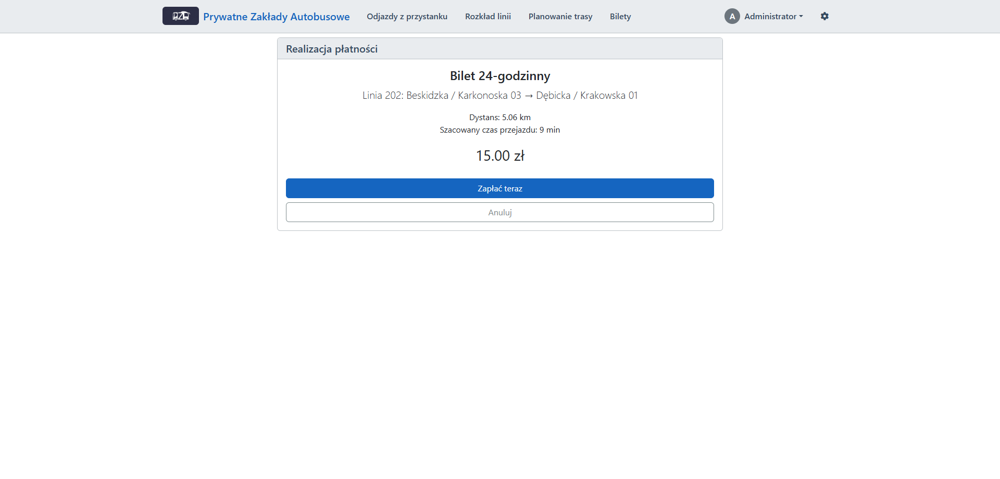 PZA Prywatne Zakłady Autobusowe Odjazdy z przystanku Rozkład linii Planowanie trasy Bilety A Administrator
Realizacja płatności
Bilet 24-godzinny
Linia 202: Beskidzka / Karkonoska 03 → Dębicka / Krakowska 01
Dystans: 5.06 km
Szacowany czas przejazdu: 9 min
15.00 zł
Zapłać teraz
Anuluj